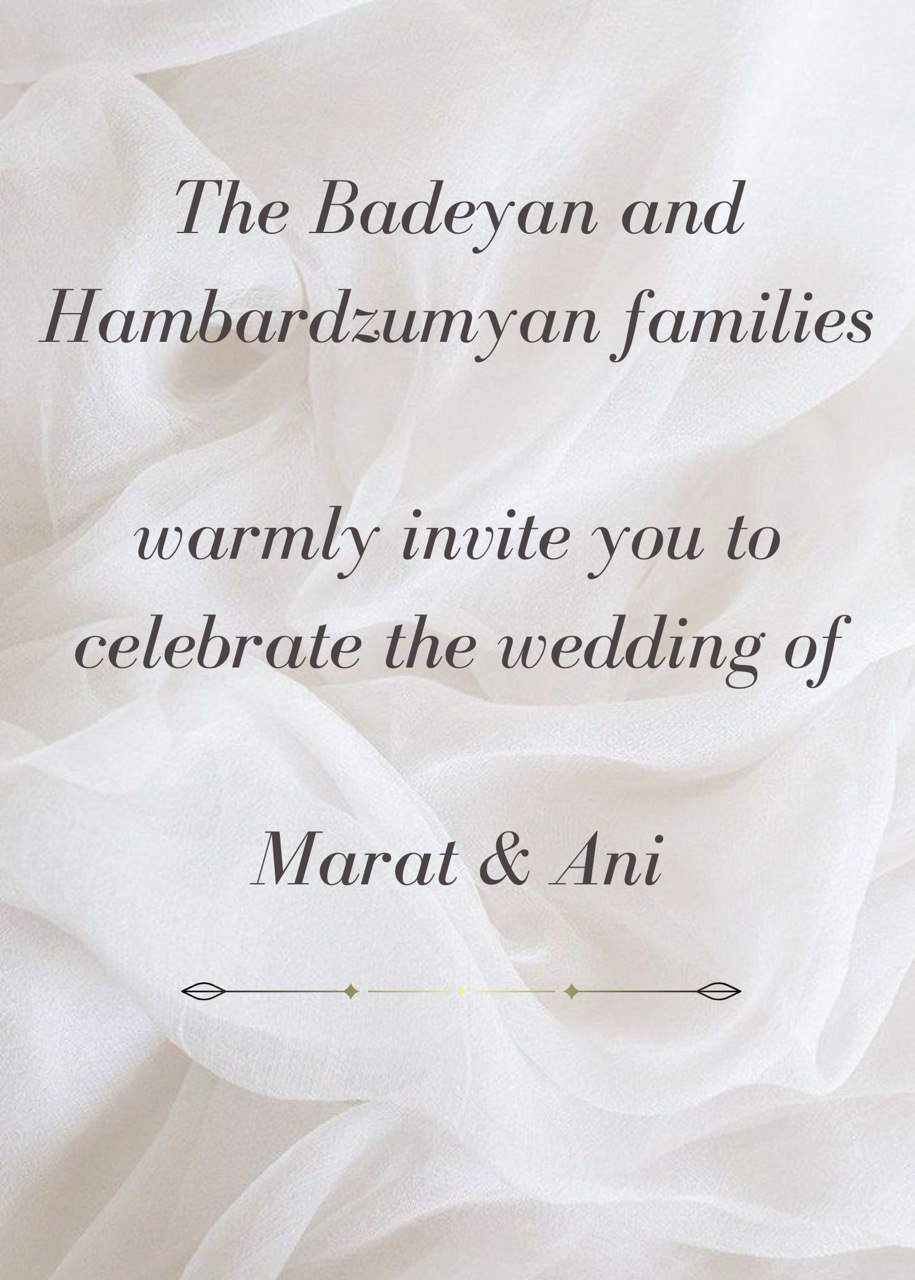 The Badeyan and
Hambardzumyan families
warmly invite you to
celebrate the wedding of
Marat & Ani